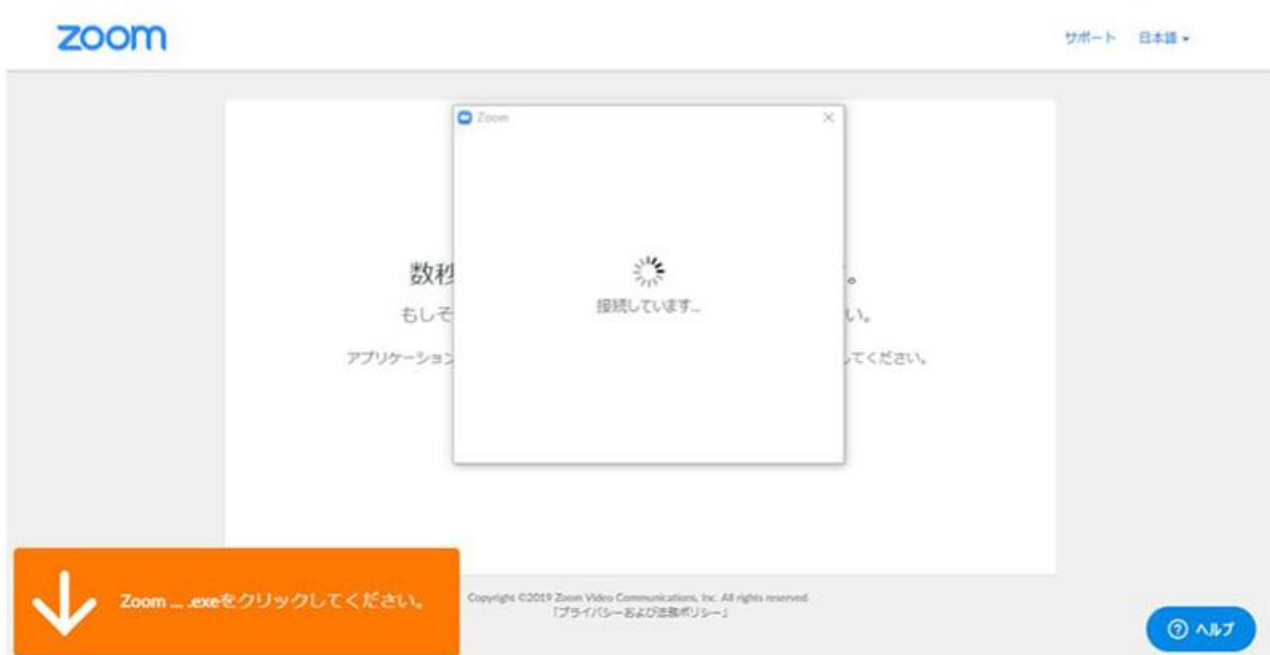 zoom
サポート 日本語
Zoom
数秒
。
もしそ
い。
接続しています...
アプリケーション
してください。
Zoom ... .exeをクリックしてください。
Copyright ©2019 Zoom Video Communications, Inc. All rights reserved.
「プライバシーおよび法務ポリシー」
ヘルプ